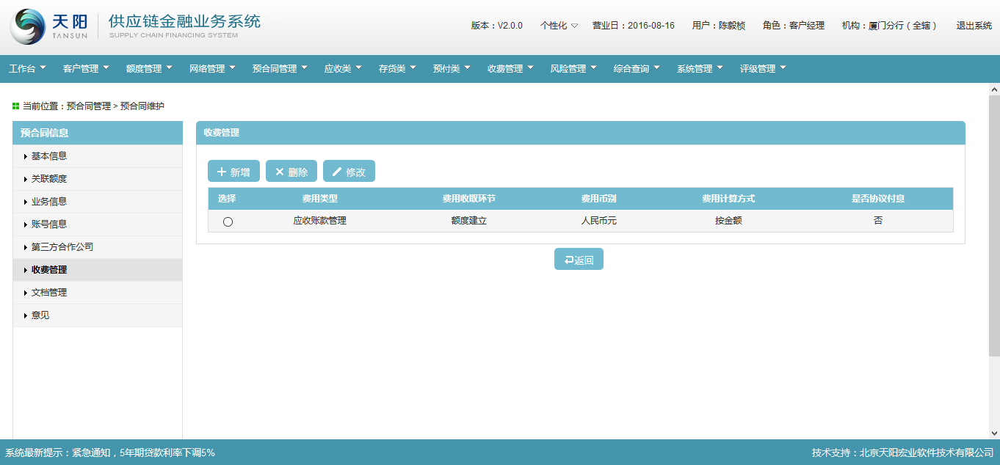 天阳 供应链金融业务系统
TANSUN SUPPLY CHAIN FINANCING SYSTEM
版本：V2.0.0 个性化 营业日：2016-08-16 用户：陈毅桢 角色：客户经理 机构：厦门分行（全辖） 退出系统
工作台 客户管理 额度管理 网络管理 预合同管理 应收类 存货类 预付类 收费管理 风险管理 综合查询 系统管理 评级管理
当前位置：预合同管理 > 预合同维护
预合同信息
基本信息
关联额度
业务信息
账号信息
第三方合作公司
收费管理
文档管理
意见
收费管理
新增 删除 修改
选择 费用类型 费用收取环节 费用币别 费用计算方式 是否协议付息
应收账款管理 额度建立 人民币元 按金额 否
返回
系统最新提示：紧急通知，5年期贷款利率下调5% 技术支持：北京天阳宏业软件技术有限公司